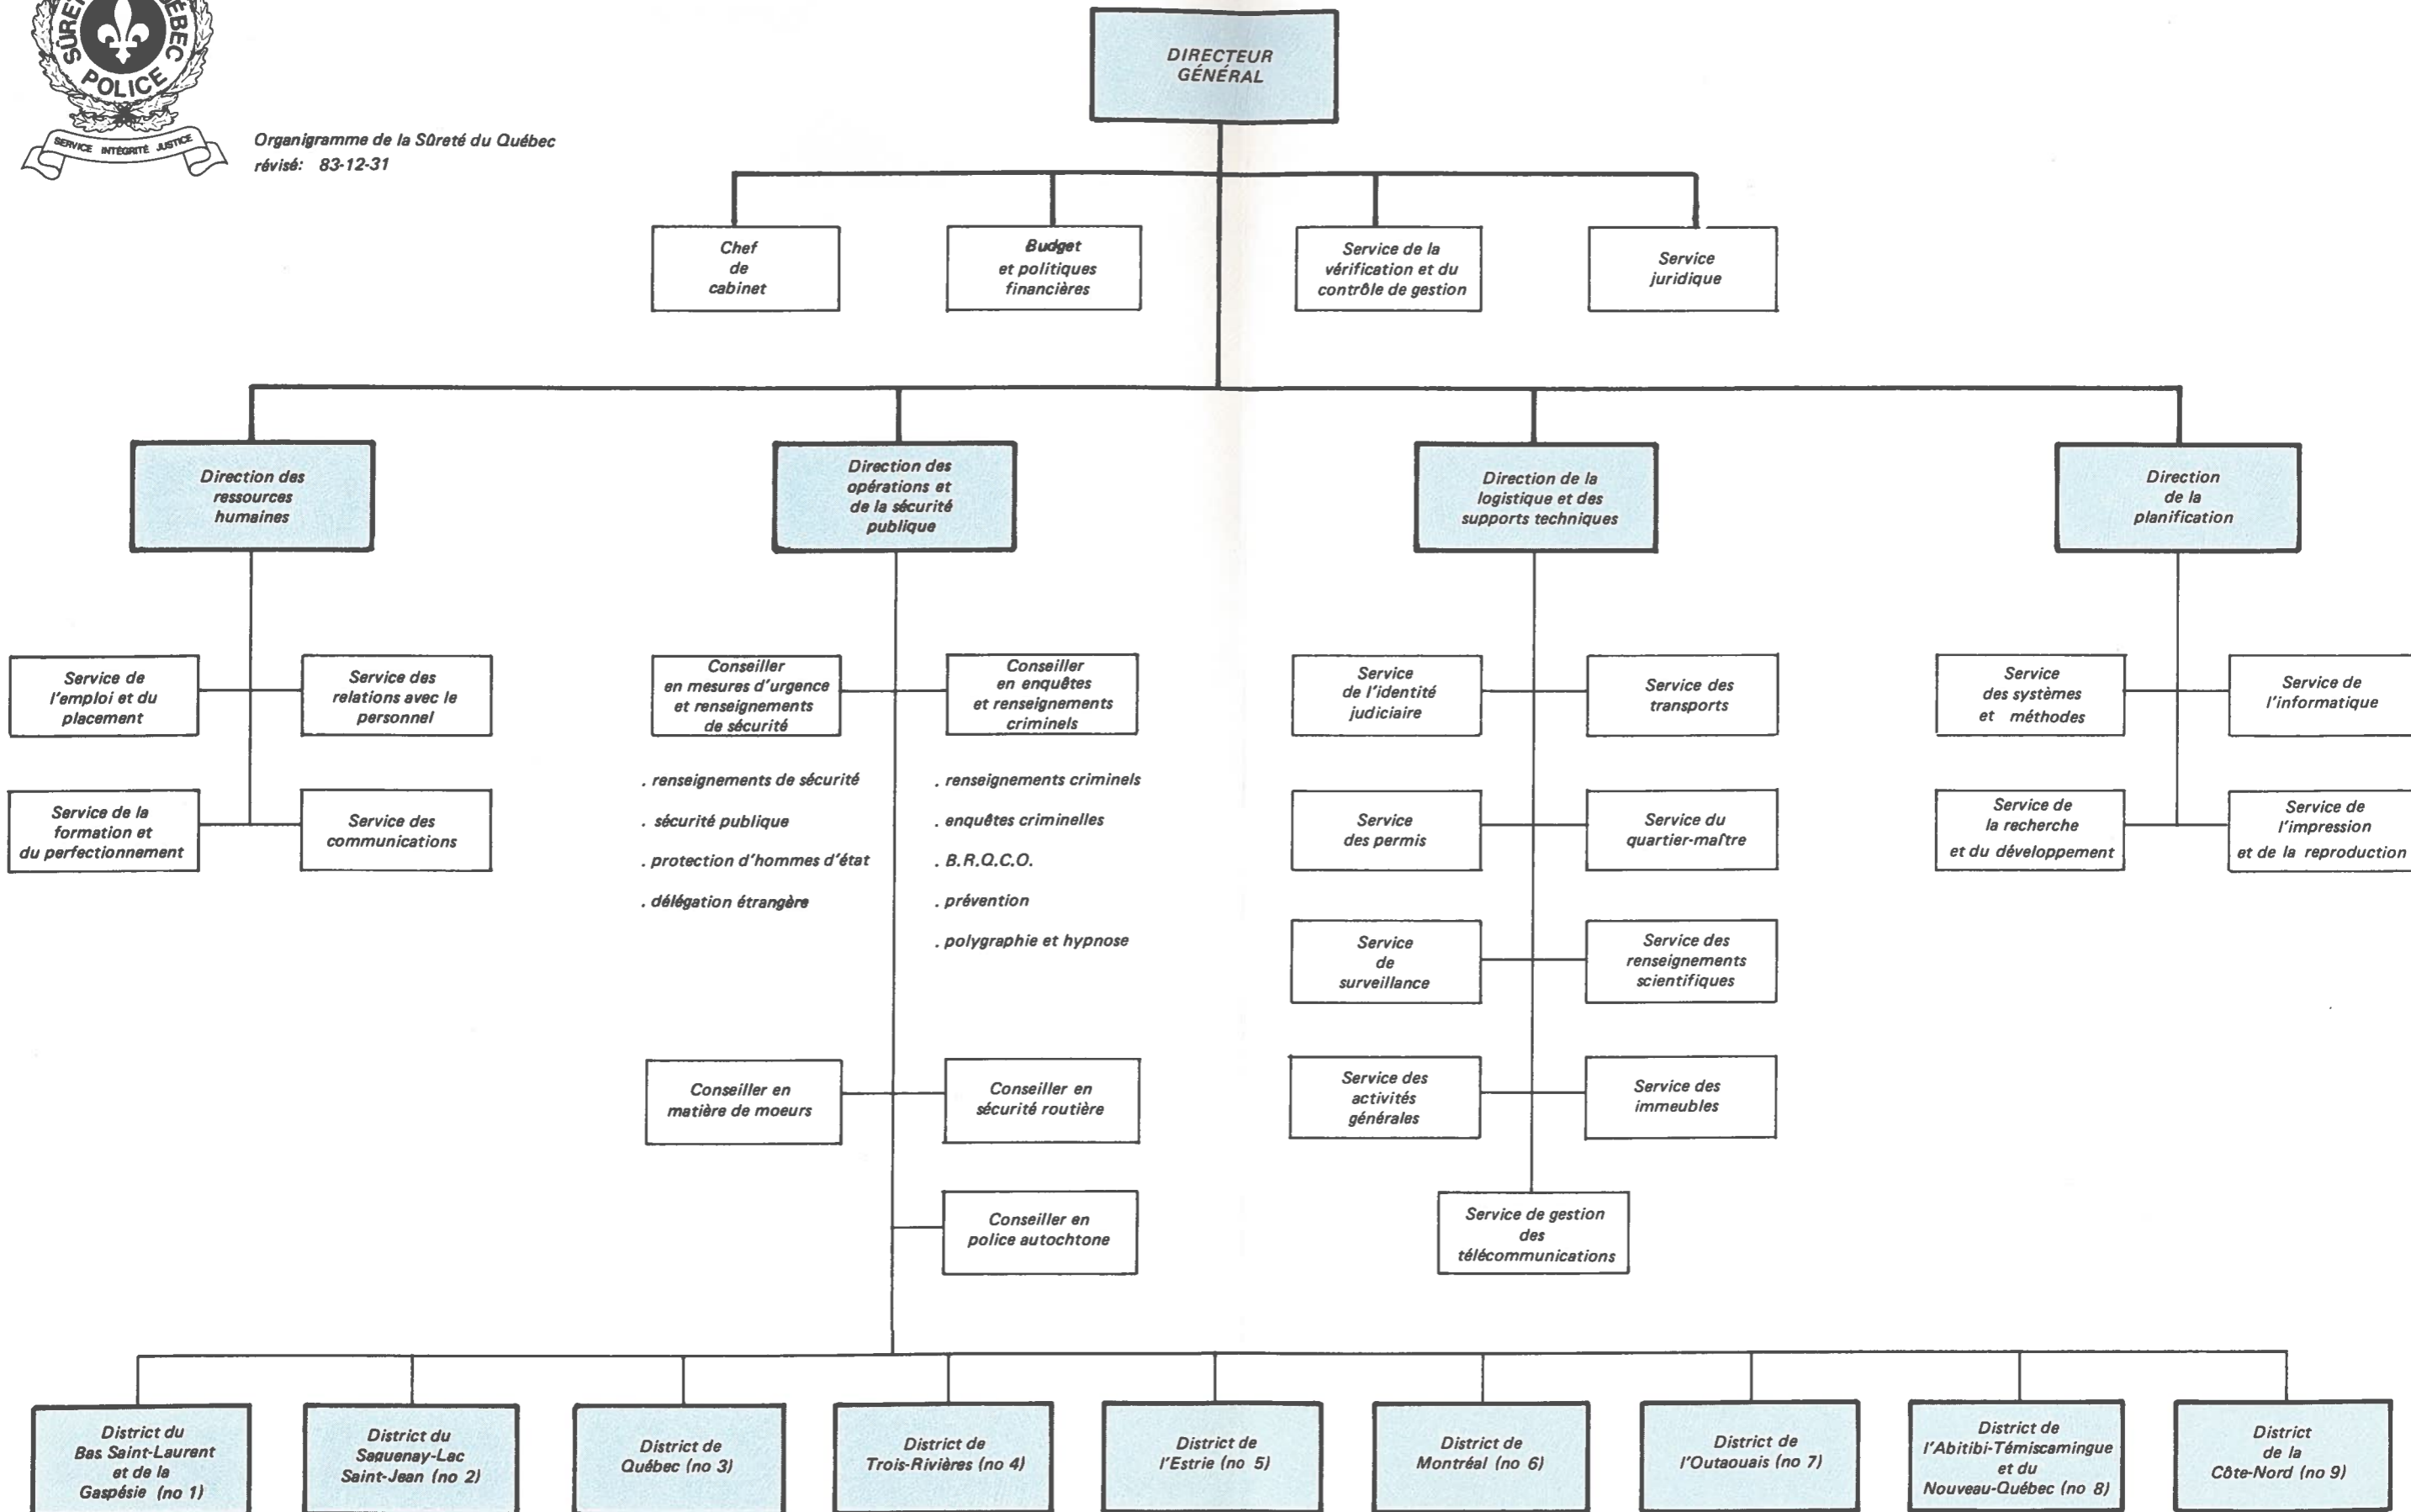 SÛRETÉ
QUÉBEC
POLICE
SERVICE INTÉGRITÉ JUSTICE
Organigramme de la Sûreté du Québec
révisé: 83-12-31
DIRECTEUR
GÉNÉRAL
Chef
de
cabinet
Budget
et politiques
financières
Service de la
vérification et du
contrôle de gestion
Service
juridique
Direction des
ressources
humaines
Direction des
opérations et
de la sécurité
publique
Direction de la
logistique et des
supports techniques
Direction
de la
planification
Service de
l'emploi et du
placement
Service des
relations avec le
personnel
Service de la
formation et
du perfectionnement
Service des
communications
Conseiller
en mesures d'urgence
et renseignements
de sécurité
. renseignements de sécurité
. sécurité publique
. protection d'hommes d'état
. délégation étrangère
Conseiller
en enquêtes
et renseignements
criminels
. renseignements criminels
. enquêtes criminelles
. B.R.Q.C.O.
. prévention
. polygraphie et hypnose
Conseiller en
matière de moeurs
Conseiller en
sécurité routière
Conseiller en
police autochtone
Service
de l'identité
judiciaire
Service des
transports
Service
des permis
Service du
quartier-maître
Service
de
surveillance
Service des
renseignements
scientifiques
Service des
activités
générales
Service des
immeubles
Service de gestion
des
télécommunications
Service
des systèmes
et méthodes
Service de
l'informatique
Service de
la recherche
et du développement
Service de
l'impression
et de la reproduction
District du
Bas Saint-Laurent
et de la
Gaspésie (no 1)
District du
Saguenay-Lac
Saint-Jean (no 2)
District de
Québec (no 3)
District de
Trois-Rivières (no 4)
District de
l'Estrie (no 5)
District de
Montréal (no 6)
District de
l'Outaouais (no 7)
District de
l'Abitibi-Témiscamingue
et du
Nouveau-Québec (no 8)
District
de la
Côte-Nord (no 9)